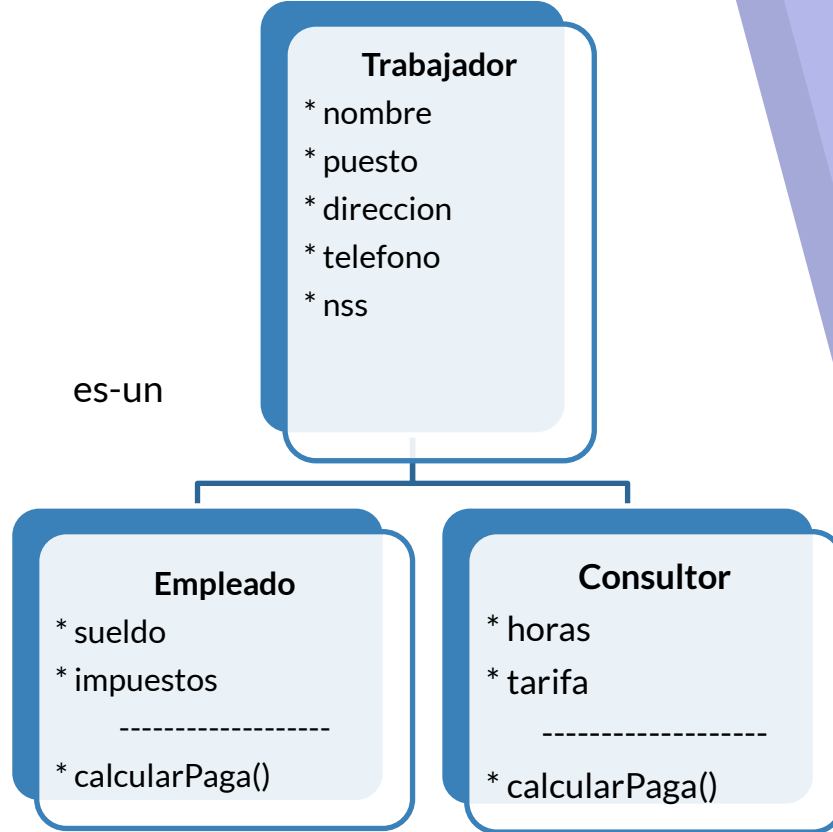 Trabajador
* nombre
* puesto
* direccion
* telefono
* nss
es-un
Empleado
* sueldo
* impuestos
-------------------
* calcularPaga()
Consultor
* horas
* tarifa
-------------------
* calcularPaga()